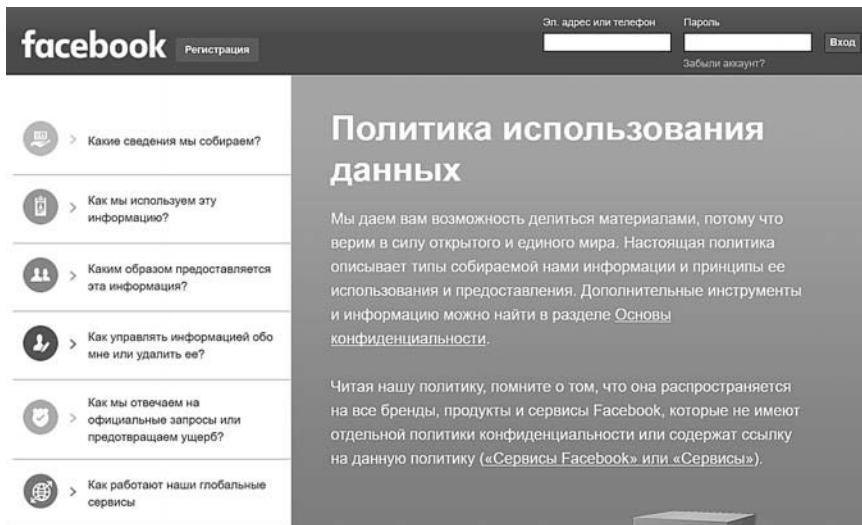 facebook
Регистрация
Эл. адрес или телефон
Пароль
Вход
Забыли аккаунт?
Какие сведения мы собираем?
Как мы используем эту
информацию?
Каким образом предоставляется
эта информация?
Как управлять информацией обо
мне или удалить ее?
Как мы отвечаем на
официальные запросы или
предотвращаем ущерб?
Как работают наши глобальные
сервисы
Политика использования
данных
Мы даем вам возможность делиться материалами, потому что
верим в силу открытого и единого мира. Настоящая политика
описывает типы собираемой нами информации и принципы ее
использования и предоставления. Дополнительные инструменты
и информацию можно найти в разделе Основы
конфиденциальности.
Читая нашу политику, помните о том, что она распространяется
на все бренды, продукты и сервисы Facebook, которые не имеют
отдельной политики конфиденциальности или содержат ссылку
на данную политику («Сервисы Facebook» или «Сервисы»).